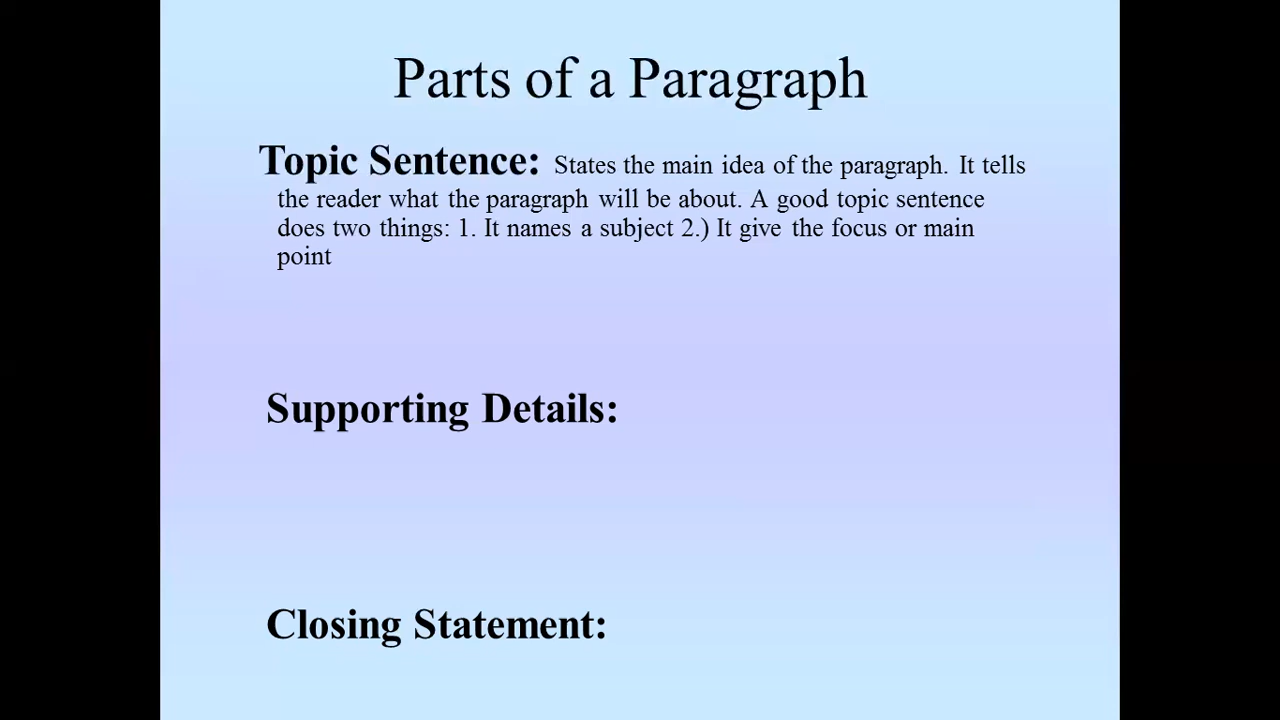 Parts of a Paragraph
Topic Sentence: States the main idea of the paragraph. It tells
the reader what the paragraph will be about. A good topic sentence
does two things: 1. It names a subject 2.) It give the focus or main
point
Supporting Details:
Closing Statement: